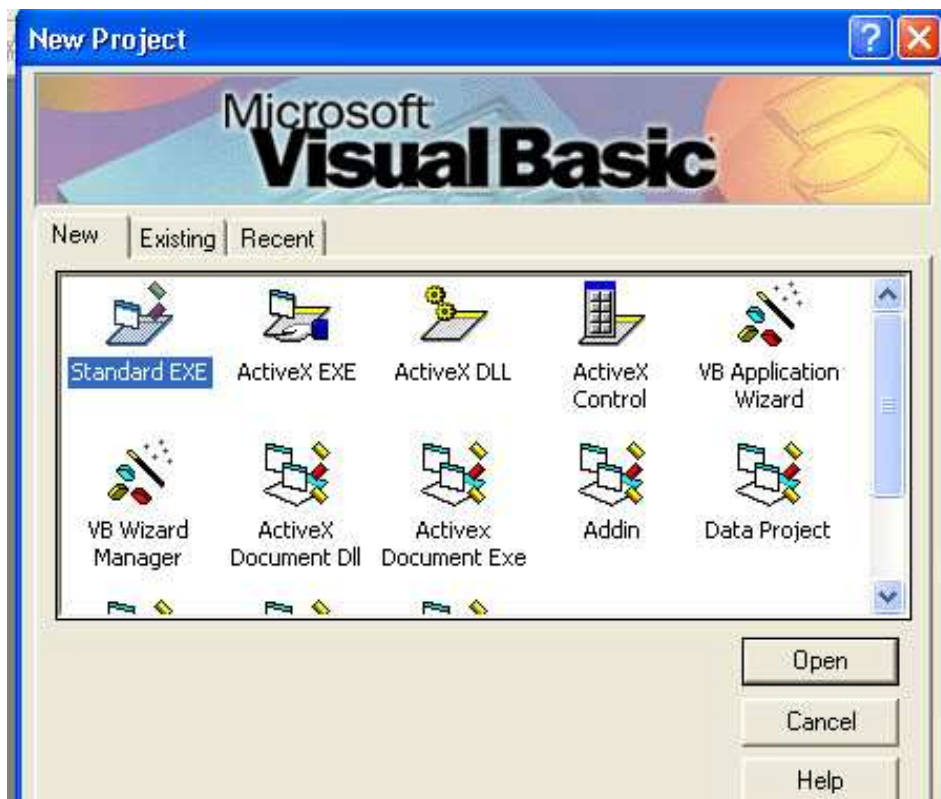 New Project
Microsoft
Visual Basic
New Existing Recent
Standard EXE ActiveX EXE ActiveX DLL ActiveX Control VB Application Wizard
VB Wizard Manager ActiveX Document Dll Activex Document Exe Addin Data Project
Open
Cancel
Help